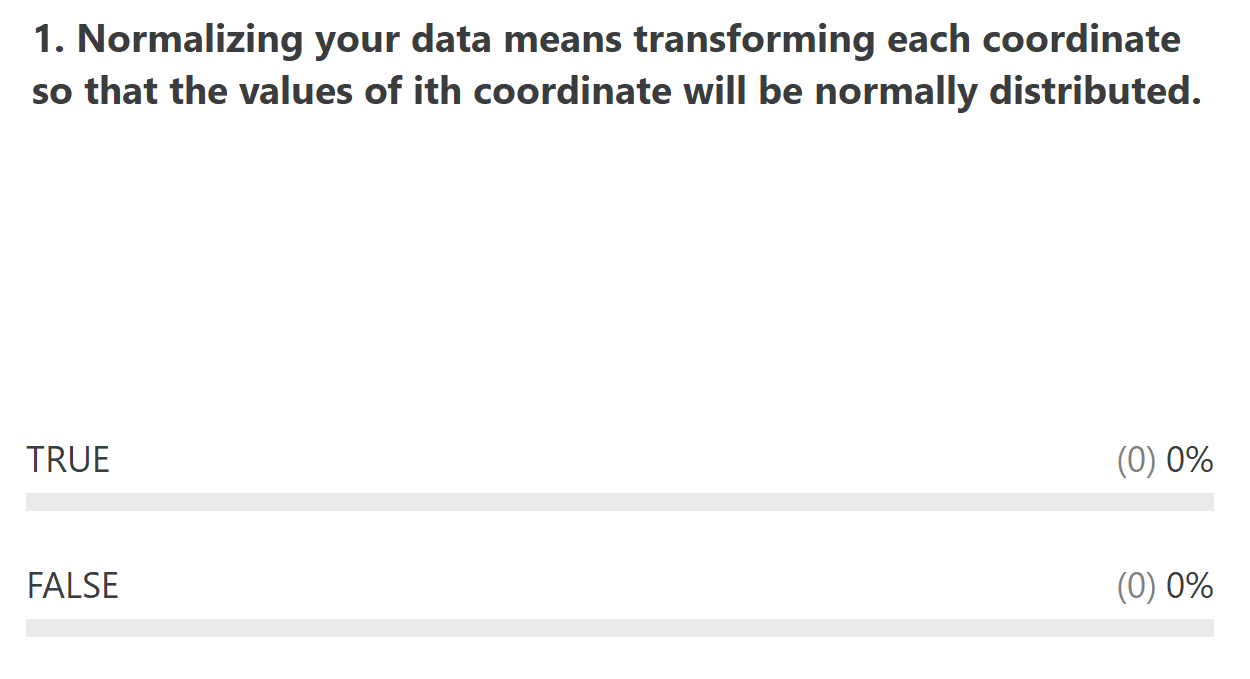 1. Normalizing your data means transforming each coordinate
so that the values of ith coordinate will be normally distributed.
TRUE (0) 0%
FALSE (0) 0%